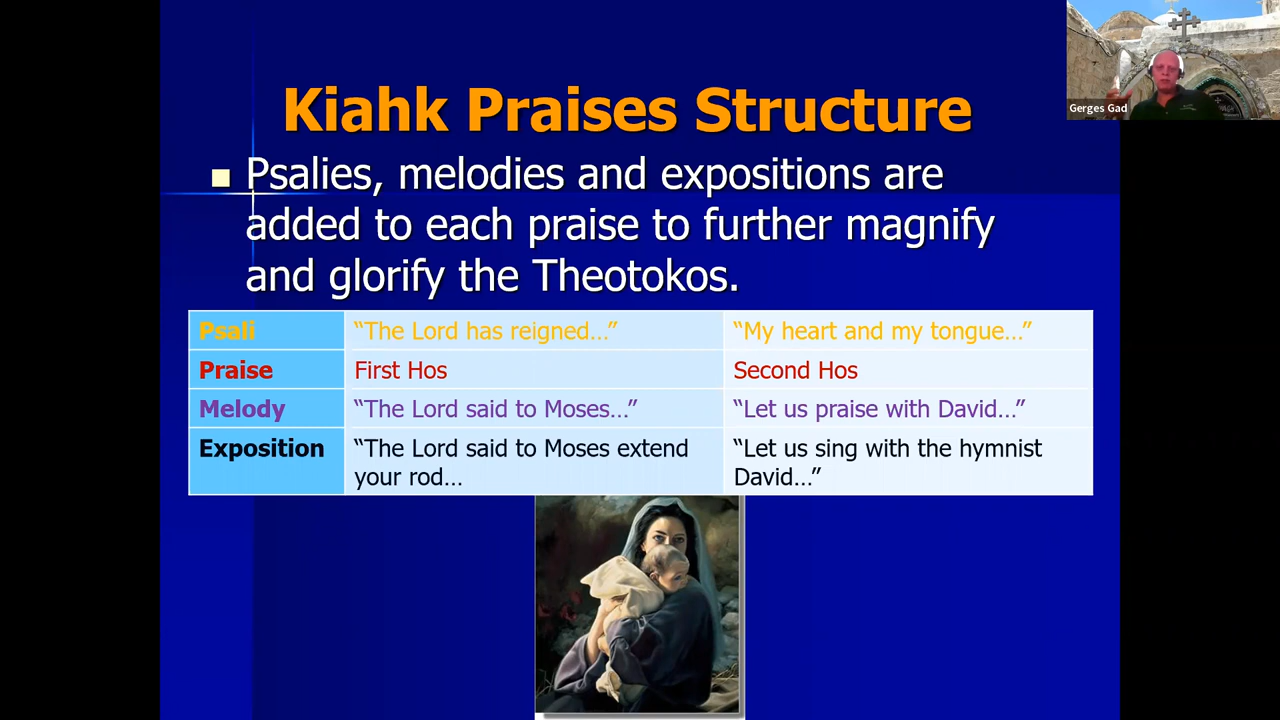 Kiahk Praises Structure
Gerges Gad
Psalies, melodies and expositions are
added to each praise to further magnify
and glorify the Theotokos.
Psali “The Lord has reigned…” “My heart and my tongue…”
Praise First Hos Second Hos
Melody “The Lord said to Moses…” “Let us praise with David…”
Exposition “The Lord said to Moses extend your rod… “Let us sing with the hymnist David…”